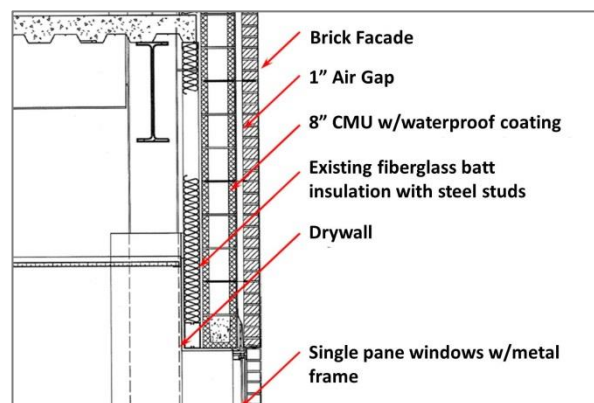 Brick Facade
1” Air Gap
8” CMU w/waterproof coating
Existing fiberglass batt
insulation with steel studs
Drywall
Single pane windows w/metal
frame